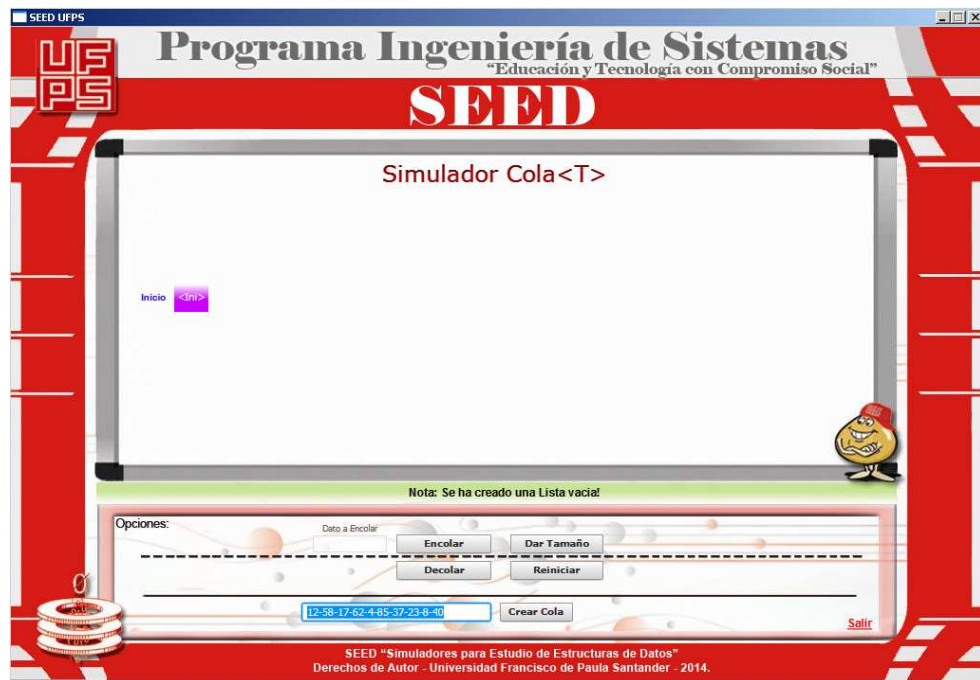 SEED UFPS
UFPS
Programa Ingeniería de Sistemas
“Educación y Tecnología con Compromiso Social”
SEED
Simulador Cola<T>
Inicio <Ini>
Nota: Se ha creado una Lista vacia!
Opciones:
Dato a Encolar
Encolar Dar Tamaño
Decolar Reiniciar
12-58-17-62-4-85-37-23-8-40 Crear Cola
Salir
SEED “Simuladores para Estudio de Estructuras de Datos”
Derechos de Autor - Universidad Francisco de Paula Santander - 2014.